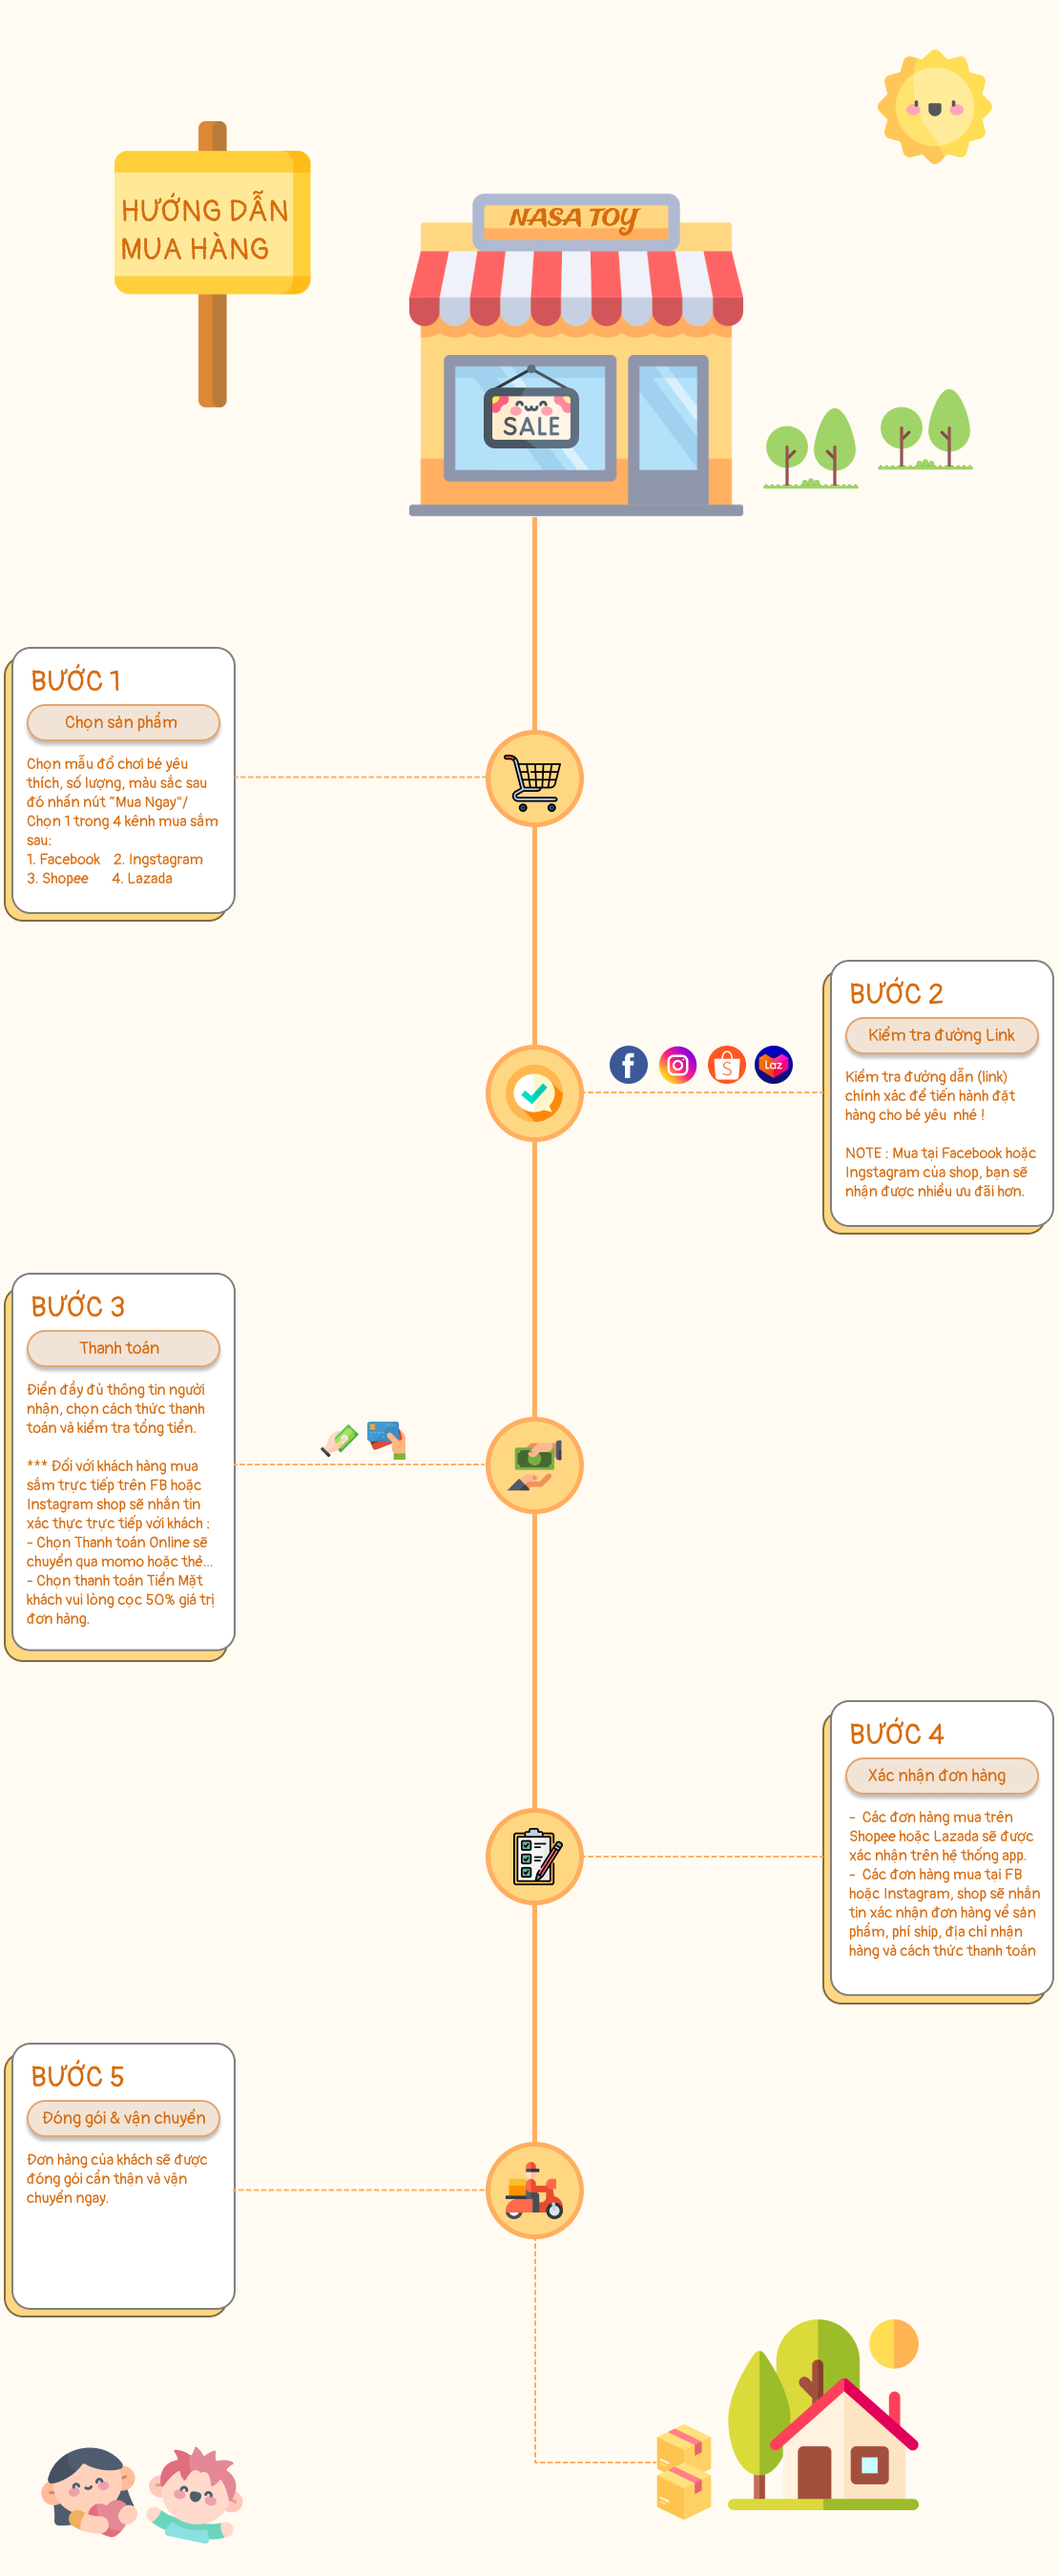 HƯỚNG DẪN
MUA HÀNG
NASA TOY
SALE
BƯỚC 1
Chọn sản phẩm
Chọn mẫu đồ chơi bé yêu
thích, số lượng, màu sắc sau
đó nhấn nút "Mua Ngay"/
Chọn 1 trong 4 kênh mua sắm
sau:
1. Facebook 2. Ingstagram
3. Shopee 4. Lazada
BƯỚC 2
Kiểm tra đường Link
Kiểm tra đường dẫn (link)
chính xác để tiến hành đặt
hàng cho bé yêu nhé !
NOTE : Mua tại Facebook hoặc
Ingstagram của shop, bạn sẽ
nhận được nhiều ưu đãi hơn.
Laz
BƯỚC 3
Thanh toán
Điền đầy đủ thông tin người
nhận, chọn cách thức thanh
toán và kiểm tra tổng tiền.
*** Đối với khách hàng mua
sắm trực tiếp trên FB hoặc
Instagram shop sẽ nhắn tin
xác thực trực tiếp với khách :
- Chọn Thanh toán Online sẽ
chuyển qua momo hoặc thẻ...
- Chọn thanh toán Tiền Mặt
khách vui lòng cọc 50% giá trị
đơn hàng.
BƯỚC 4
Xác nhận đơn hàng
- Các đơn hàng mua trên
Shopee hoặc Lazada sẽ được
xác nhận trên hệ thống app.
- Các đơn hàng mua tại FB
hoặc Instagram, shop sẽ nhắn
tin xác nhận đơn hàng về sản
phẩm, phí ship, địa chỉ nhận
hàng và cách thức thanh toán
BƯỚC 5
Đóng gói & vận chuyển
Đơn hàng của khách sẽ được
đóng gói cẩn thận và vận
chuyển ngay.